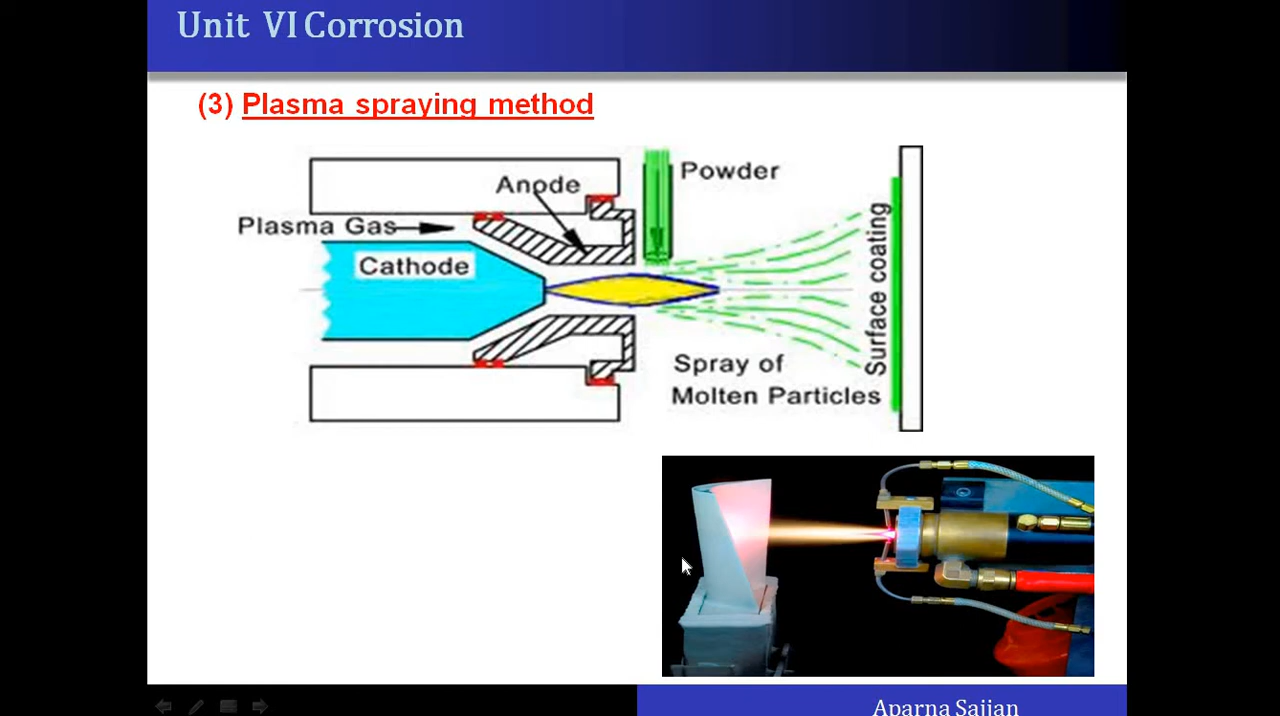 Unit VI Corrosion
(3) Plasma spraying method
Powder
Anode
Plasma Gas
Cathode
Surface coating
Spray of
Molten Particles
Aparna Sajjan